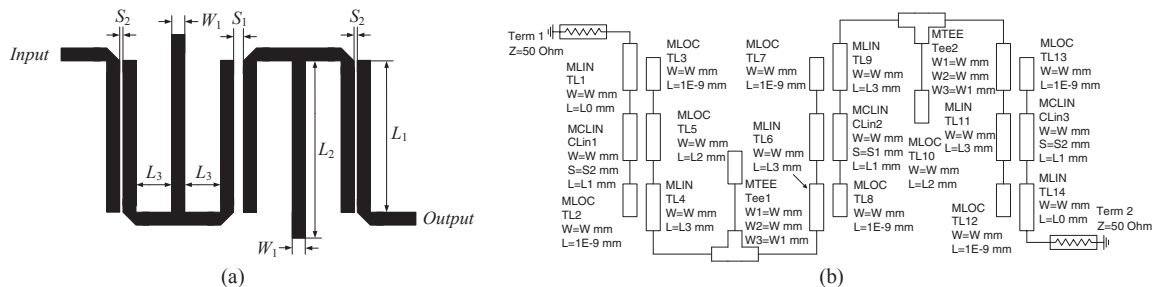 S2
W1
S1
S2
Input
L3
L3
L2
L1
W1
Output
(a)
Term 1
Z=50 Ohm
MLIN
TL1
W=W mm
L=L0 mm
MCLIN
CLin1
W=W mm
S=S2 mm
L=L1 mm
MLOC
TL2
W=W mm
L=1E-9 mm
MLOC
TL3
W=W mm
L=1E-9 mm
MLOC
TL5
W=W mm
L=L2 mm
MLIN
TL4
W=W mm
L=L3 mm
MLOC
TL7
W=W mm
L=1E-9 mm
MLIN
TL6
W=W mm
L=L3 mm
MTEE
Tee1
W1=W mm
W2=W mm
W3=W1 mm
MLIN
TL9
W=W mm
L=L3 mm
MCLIN
CLin2
W=W mm
S=S1 mm
L=L1 mm
MLOC
TL8
W=W mm
L=1E-9 mm
MTEE
Tee2
W1=W mm
W2=W mm
W3=W1 mm
MLOC
TL10
W=W mm
L=L2 mm
MLIN
TL11
W=W mm
L=L3 mm
MLOC
TL12
W=W mm
L=1E-9 mm
MLOC
TL13
W=W mm
L=1E-9 mm
MCLIN
CLin3
W=W mm
S=S2 mm
L=L1 mm
MLIN
TL14
W=W mm
L=L0 mm
Term 2
Z=50 Ohm
(b)